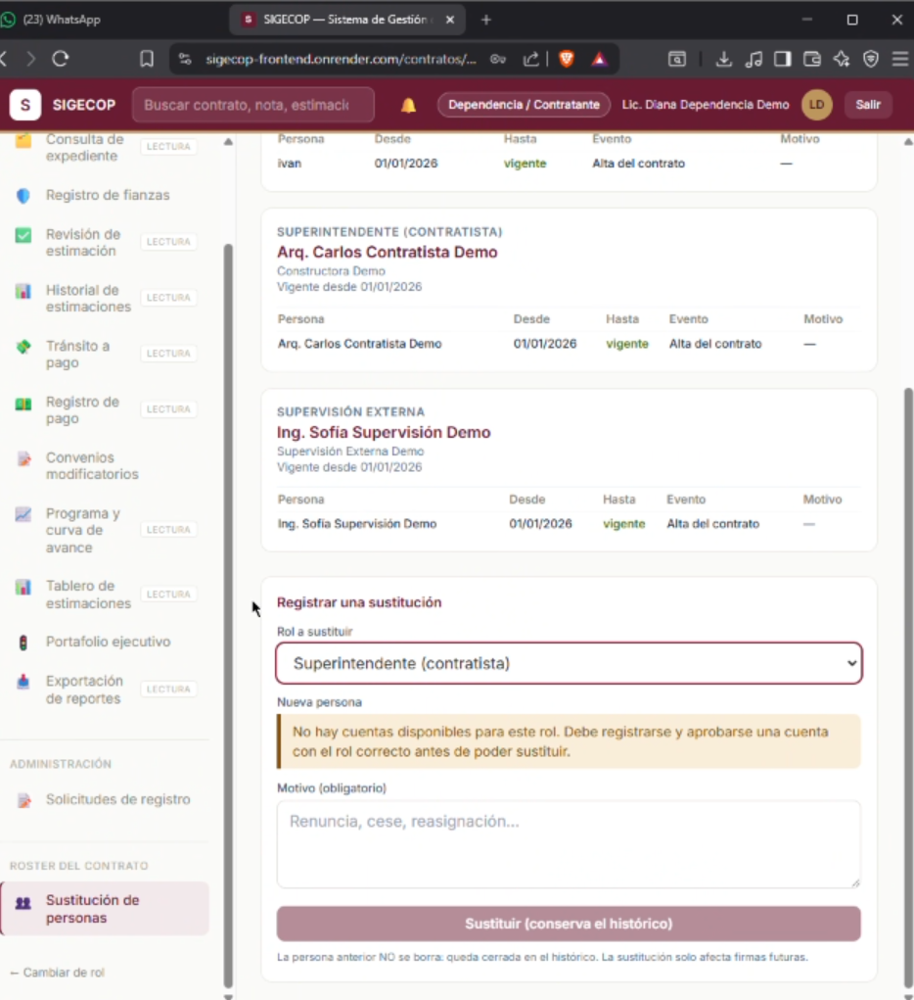 (23) WhatsApp
S SIGECOP — Sistema de Gestión
sigecop-frontend.onrender.com/contratos/...
S SIGECOP
Buscar contrato, nota, estimació
Dependencia / Contratante
Lic. Diana Dependencia Demo
LD
Salir
Consulta de
expediente
LECTURA
Registro de fianzas
Revisión de
estimación
LECTURA
Historial de
estimaciones
LECTURA
Tránsito a
pago
LECTURA
Registro de
pago
LECTURA
Convenios
modificatorios
Programa y
curva de
avance
LECTURA
Tablero de
estimaciones
LECTURA
Portafolio ejecutivo
Exportación
de reportes
LECTURA
ADMINISTRACIÓN
Solicitudes de registro
ROSTER DEL CONTRATO
Sustitución de
personas
← Cambiar de rol
Persona Desde Hasta Evento Motivo
ivan 01/01/2026 vigente Alta del contrato —
SUPERINTENDENTE (CONTRATISTA)
Arq. Carlos Contratista Demo
Constructora Demo
Vigente desde 01/01/2026
Persona Desde Hasta Evento Motivo
Arq. Carlos Contratista Demo 01/01/2026 vigente Alta del contrato —
SUPERVISIÓN EXTERNA
Ing. Sofía Supervisión Demo
Supervisión Externa Demo
Vigente desde 01/01/2026
Persona Desde Hasta Evento Motivo
Ing. Sofía Supervisión Demo 01/01/2026 vigente Alta del contrato —
Registrar una sustitución
Rol a sustituir
Superintendente (contratista)
Nueva persona
No hay cuentas disponibles para este rol. Debe registrarse y aprobarse una cuenta
con el rol correcto antes de poder sustituir.
Motivo (obligatorio)
Renuncia, cese, reasignación...
Sustituir (conserva el histórico)
La persona anterior NO se borra: queda cerrada en el histórico. La sustitución solo afecta firmas futuras.